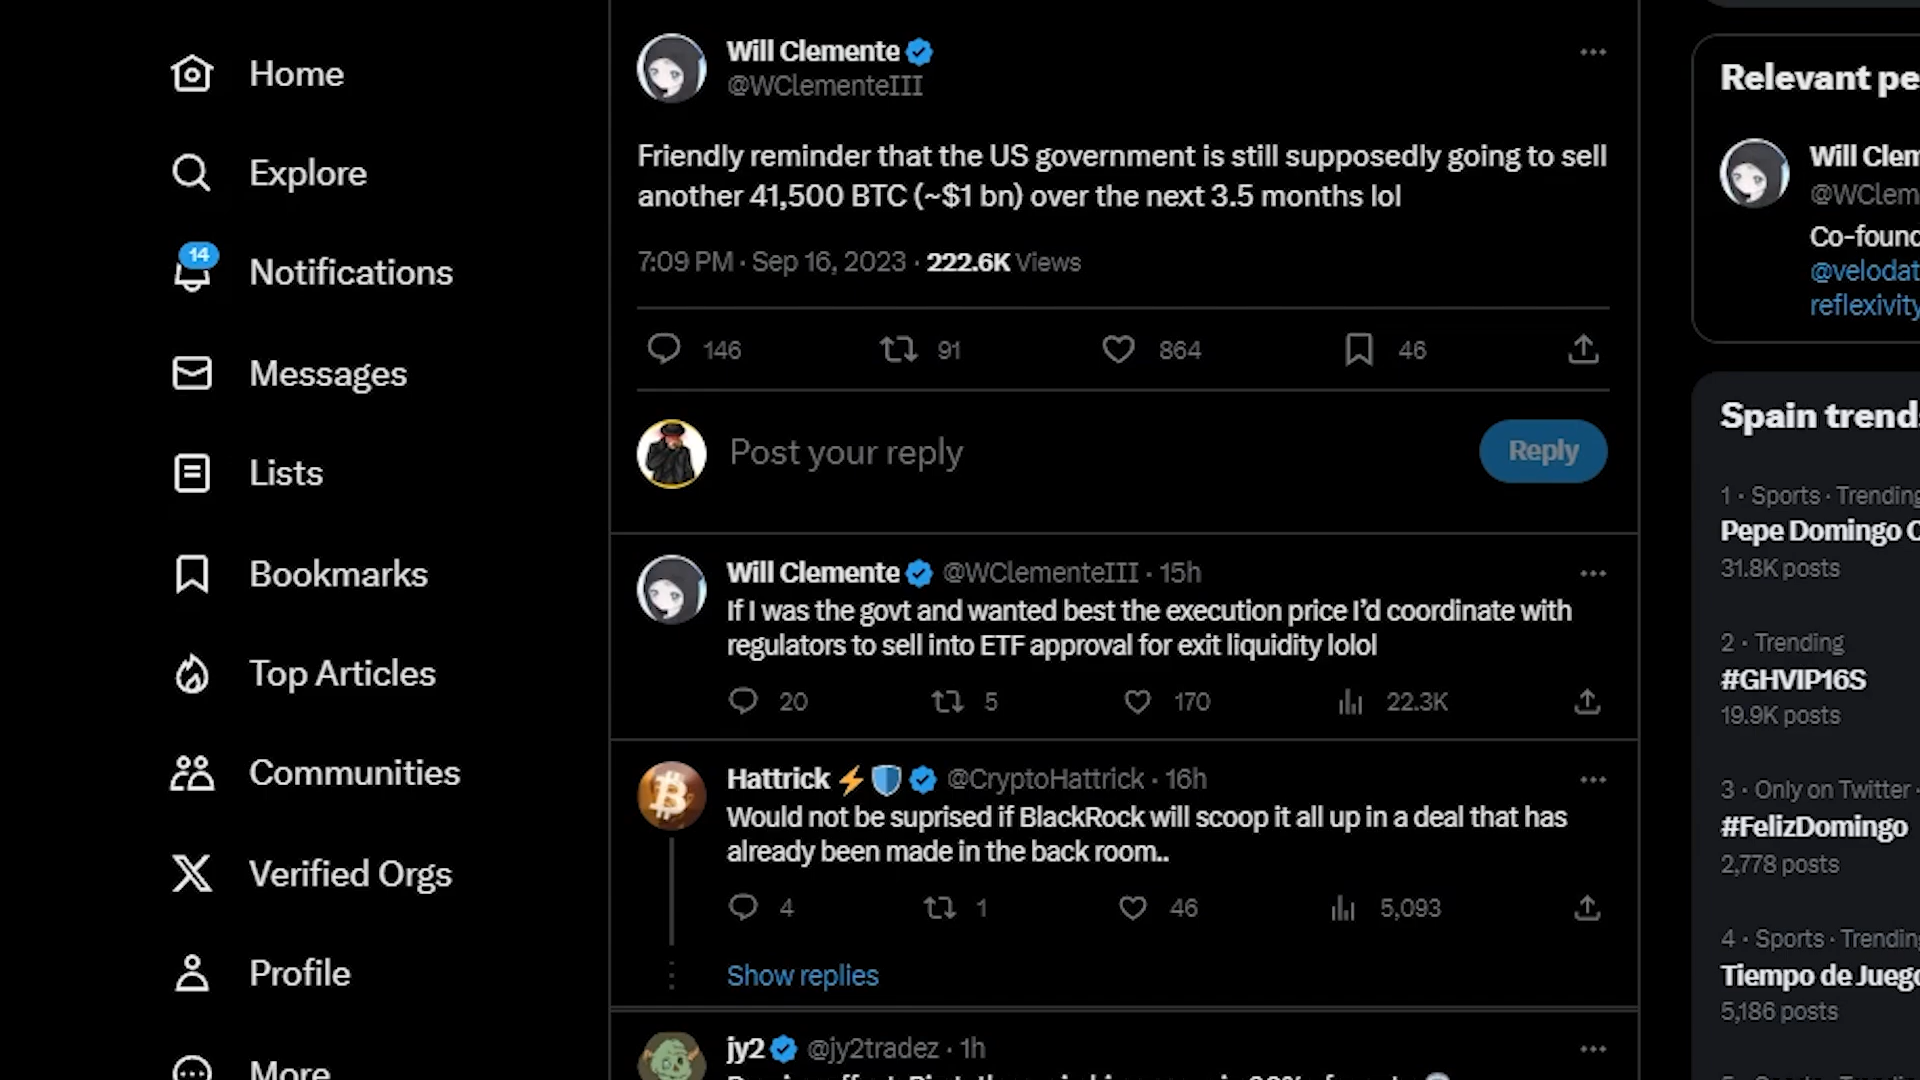 Home
Explore
14
Notifications
Messages
Lists
Bookmarks
Top Articles
Communities
Verified Orgs
Profile
More
Will Clemente
@WClementeIII
Friendly reminder that the US government is still supposedly going to sell
another 41,500 BTC (~$1 bn) over the next 3.5 months lol
7:09 PM · Sep 16, 2023 · 222.6K Views
146 91 864 46
Post your reply
Reply
Will Clemente @WClementeIII · 15h
If I was the govt and wanted best the execution price I'd coordinate with
regulators to sell into ETF approval for exit liquidity lolol
20 5 170 22.3K
Hattrick ⚡🛡️ @CryptoHattrick · 16h
Would not be suprised if BlackRock will scoop it all up in a deal that has
already been made in the back room..
4 1 46 5,093
Show replies
jy2 @jy2tradez · 1h
Relevant pe
Will Clem
@WClem
Co-found
@velodat
reflexivity
Spain trends
1 · Sports · Trending
Pepe Domingo C
31.8K posts
2 · Trending
#GHVIP16S
19.9K posts
3 · Only on Twitter ·
#FelizDomingo
2,778 posts
4 · Sports · Trending
Tiempo de Juego
5,186 posts